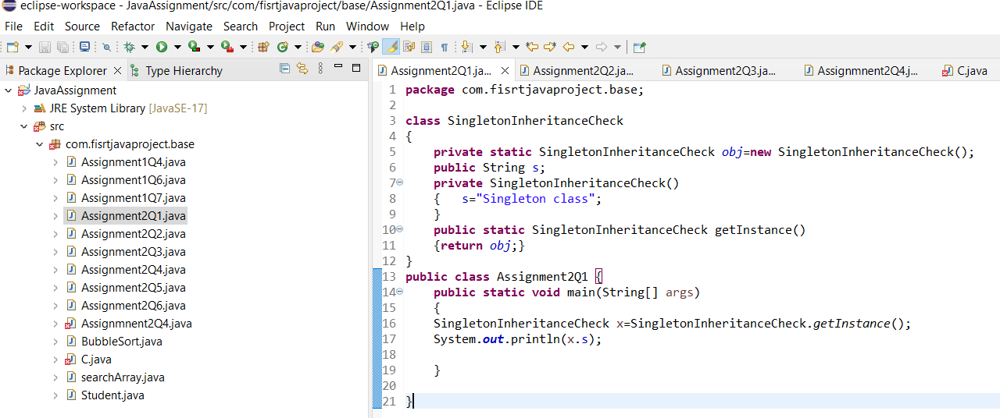 eclipse-workspace - JavaAssignment/src/com/fisrtjavaproject/base/Assignment2Q1.java - Eclipse IDE
File Edit Source Refactor Navigate Search Project Run Window Help
Package Explorer Type Hierarchy
JavaAssignment
JRE System Library [JavaSE-17]
src
com.fisrtjavaproject.base
Assignment1Q4.java
Assignment1Q6.java
Assignment1Q7.java
Assignment2Q1.java
Assignment2Q2.java
Assignment2Q3.java
Assignment2Q4.java
Assignment2Q5.java
Assignment2Q6.java
Assignmnent2Q4.java
BubbleSort.java
C.java
searchArray.java
Student.java
Assignment2Q1.ja... Assignment2Q2.ja... Assignment2Q3.ja... Assignmnent2Q4.j... C.java
1 package com.fisrtjavaproject.base;
2
3 class SingletonInheritanceCheck
4 {
5 private static SingletonInheritanceCheck obj=new SingletonInheritanceCheck();
6 public String s;
7 private SingletonInheritanceCheck()
8 { s="Singleton class";
9 }
10 public static SingletonInheritanceCheck getInstance()
11 {return obj;}
12 }
13 public class Assignment2Q1 {
14 public static void main(String[] args)
15 {
16 SingletonInheritanceCheck x=SingletonInheritanceCheck.getInstance();
17 System.out.println(x.s);
18
19 }
20
21 }